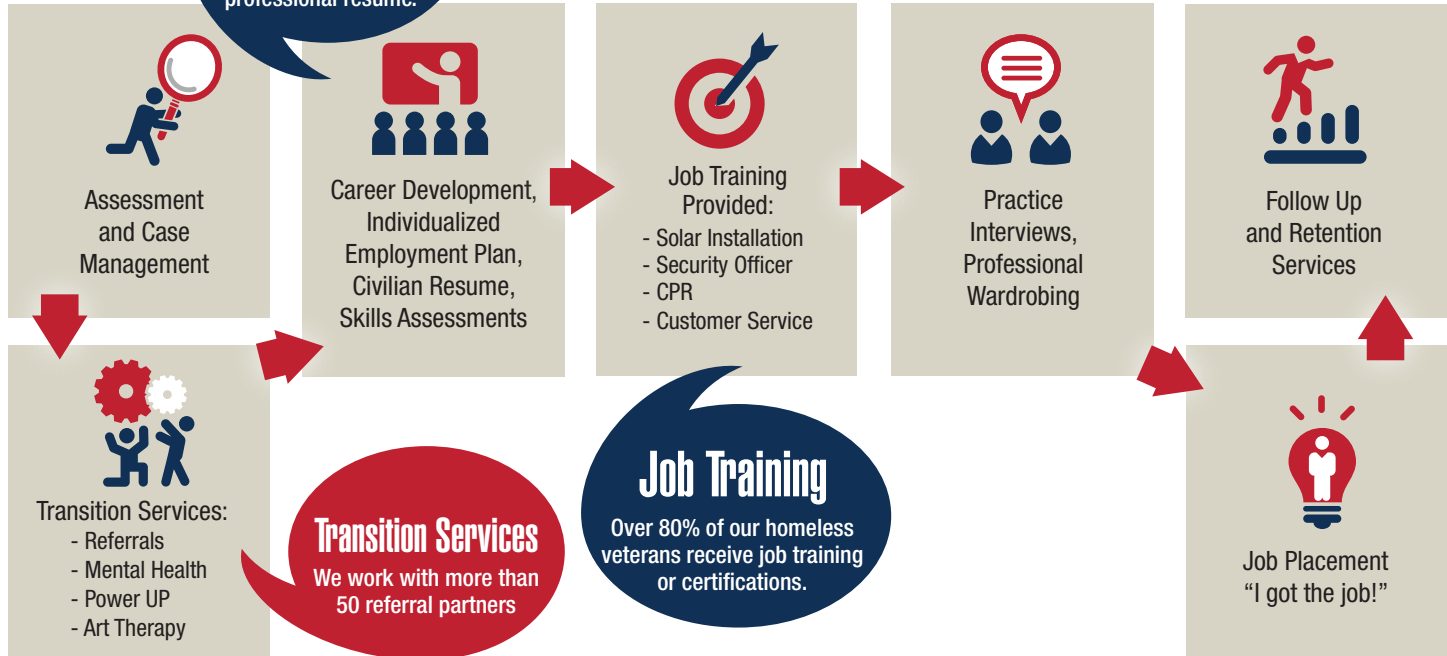 professional resume.
Assessment
and Case
Management
Transition Services:
- Referrals
- Mental Health
- Power UP
- Art Therapy
Transition Services
We work with more than
50 referral partners
Career Development,
Individualized
Employment Plan,
Civilian Resume,
Skills Assessments
Job Training
Provided:
- Solar Installation
- Security Officer
- CPR
- Customer Service
Job Training
Over 80% of our homeless
veterans receive job training
or certifications.
Practice
Interviews,
Professional
Wardrobing
Job Placement
“I got the job!”
Follow Up
and Retention
Services